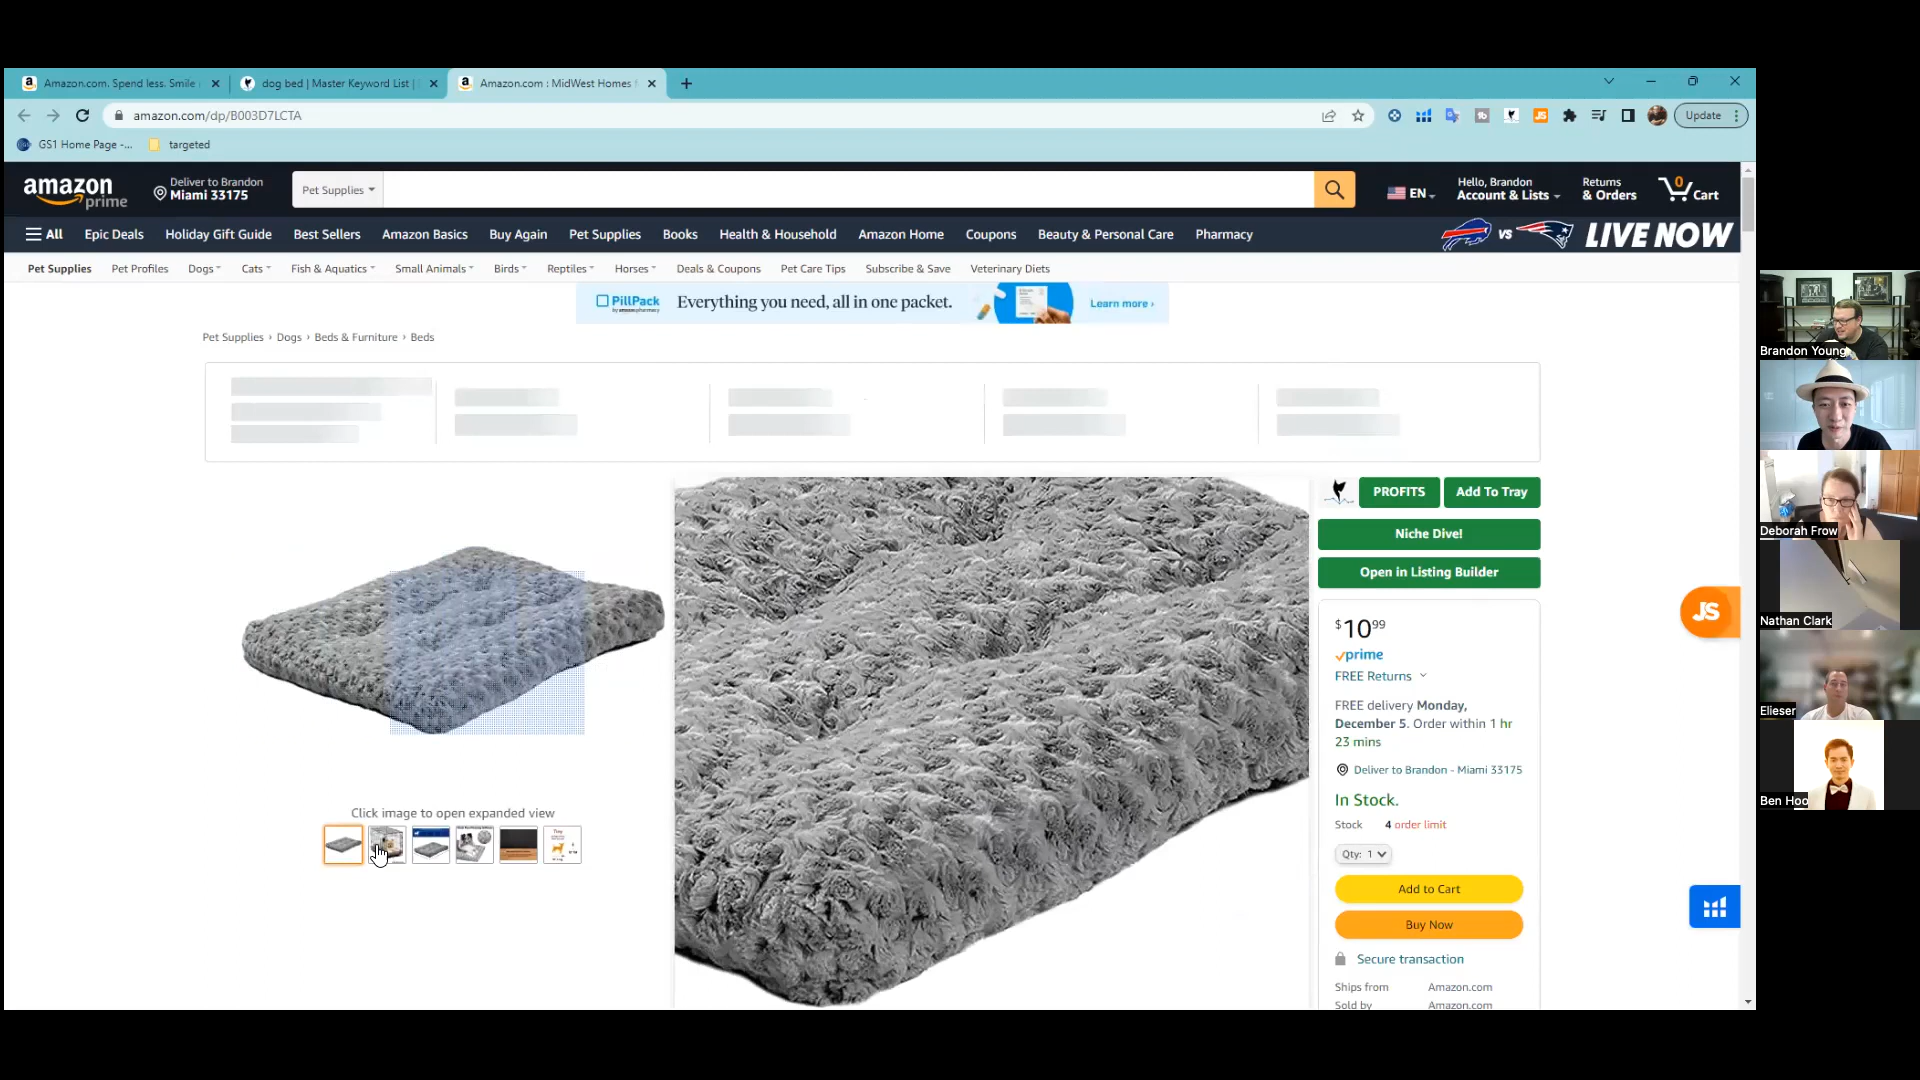 Amazon.com. Spend less. Smile
dog bed | Master Keyword List |
Amazon.com : MidWest Homes
amazon.com/dp/B003D7LCTA
Update
GS1 Home Page -...
targeted
amazon prime
Deliver to Brandon
Miami 33175
Pet Supplies
EN
Hello, Brandon
Account & Lists
Returns
& Orders
0
Cart
All
Epic Deals
Holiday Gift Guide
Best Sellers
Amazon Basics
Buy Again
Pet Supplies
Books
Health & Household
Amazon Home
Coupons
Beauty & Personal Care
Pharmacy
VS
LIVE NOW
Pet Supplies
Pet Profiles
Dogs
Cats
Fish & Aquatics
Small Animals
Birds
Reptiles
Horses
Deals & Coupons
Pet Care Tips
Subscribe & Save
Veterinary Diets
PillPack
by amazon pharmacy
Everything you need, all in one packet.
Learn more ›
Pet Supplies › Dogs › Beds & Furniture › Beds
PROFITS
Add To Tray
Niche Dive!
Open in Listing Builder
$10 99
prime
FREE Returns
FREE delivery Monday,
December 5. Order within 1 hr
23 mins
Deliver to Brandon - Miami 33175
In Stock.
Stock 4 order limit
Qty: 1
Add to Cart
Buy Now
Secure transaction
Ships from Amazon.com
Sold by Amazon.com
Click image to open expanded view
Tiny
JS
Brandon Young
Deborah Frow
Nathan Clark
Elieser
Ben Hoo